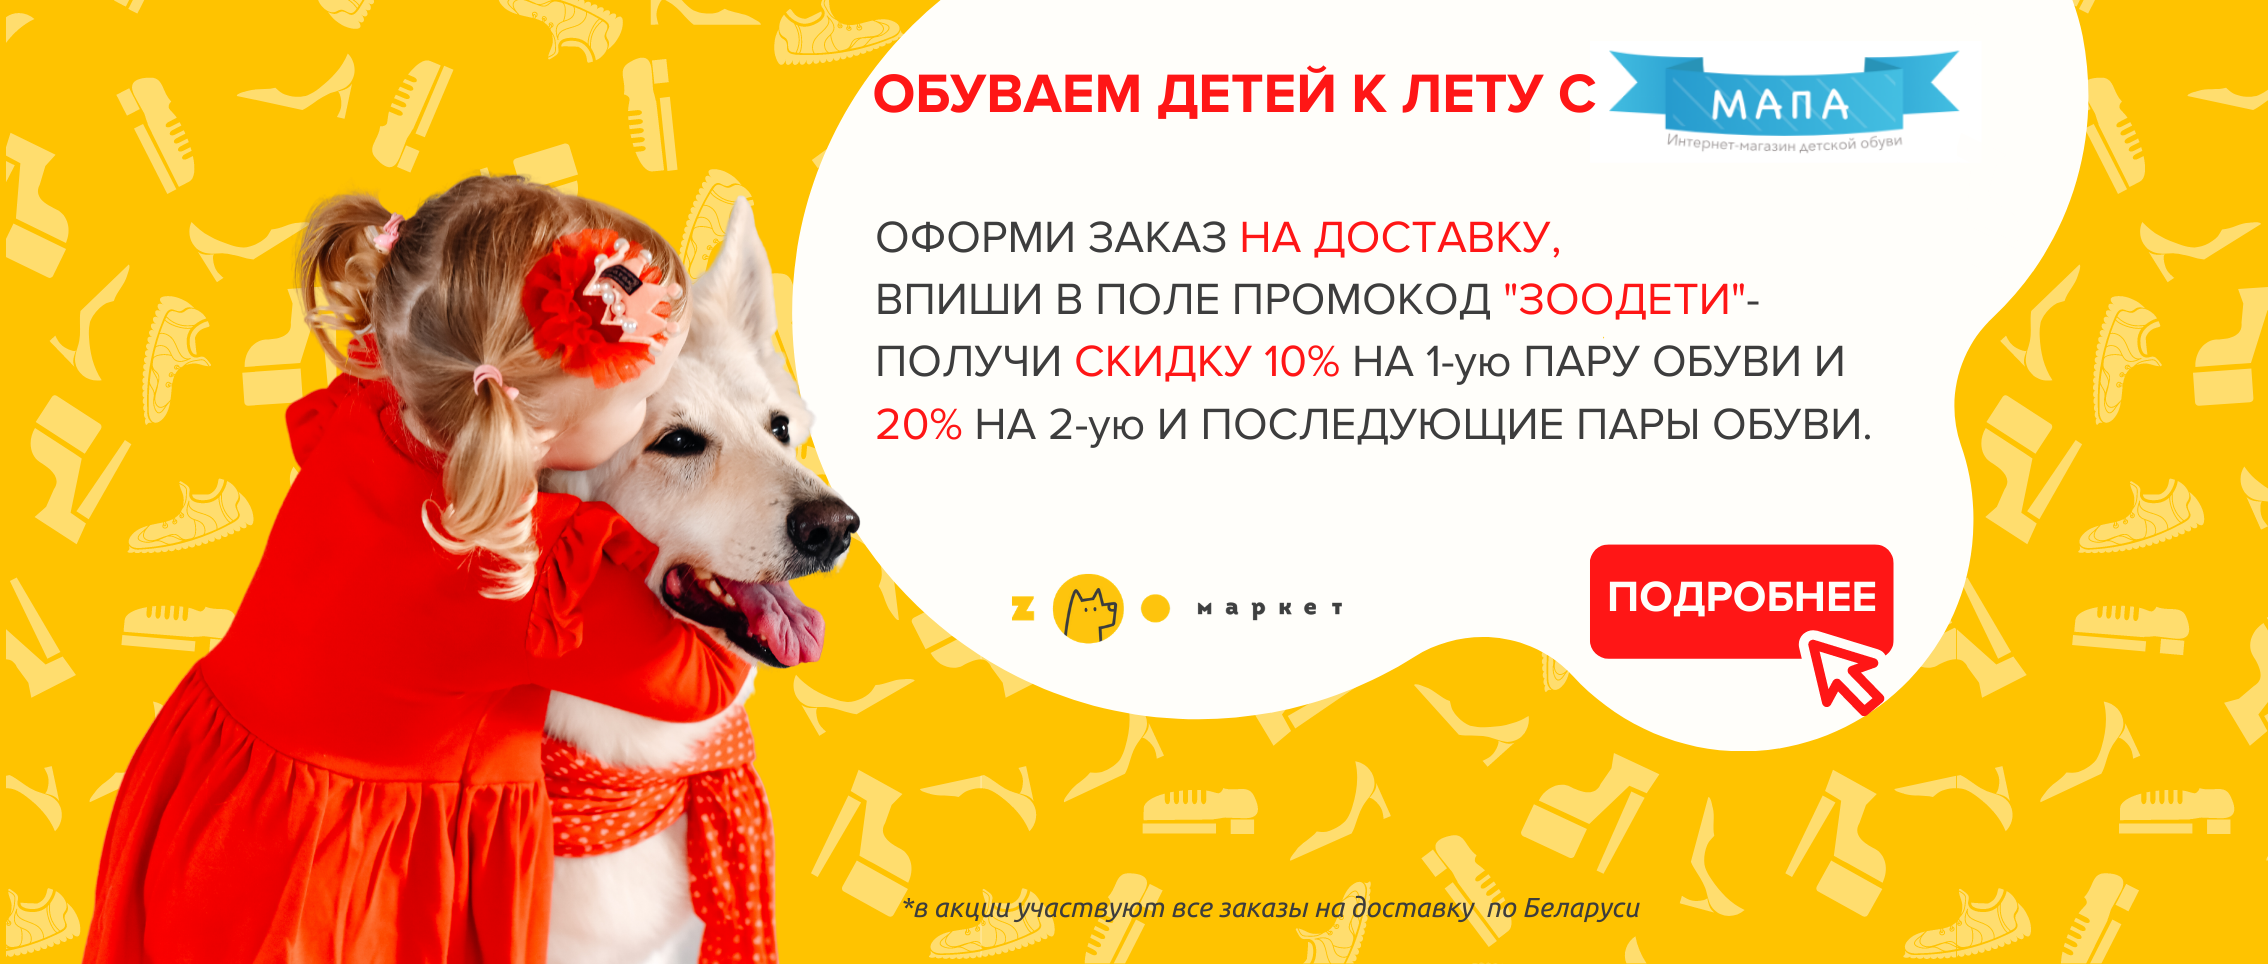 ОБУВАЕМ ДЕТЕЙ К ЛЕТУ С МАПА
Интернет-магазин детской обуви
ОФОРМИ ЗАКАЗ НА ДОСТАВКУ,
ВПИШИ В ПОЛЕ ПРОМОКОД "ЗООДЕТИ"-
ПОЛУЧИ СКИДКУ 10% НА 1-ую ПАРУ ОБУВИ И
20% НА 2-ую И ПОСЛЕДУЮЩИЕ ПАРЫ ОБУВИ.
Z маркет
ПОДРОБНЕЕ
*в акции участвуют все заказы на доставку по Беларуси